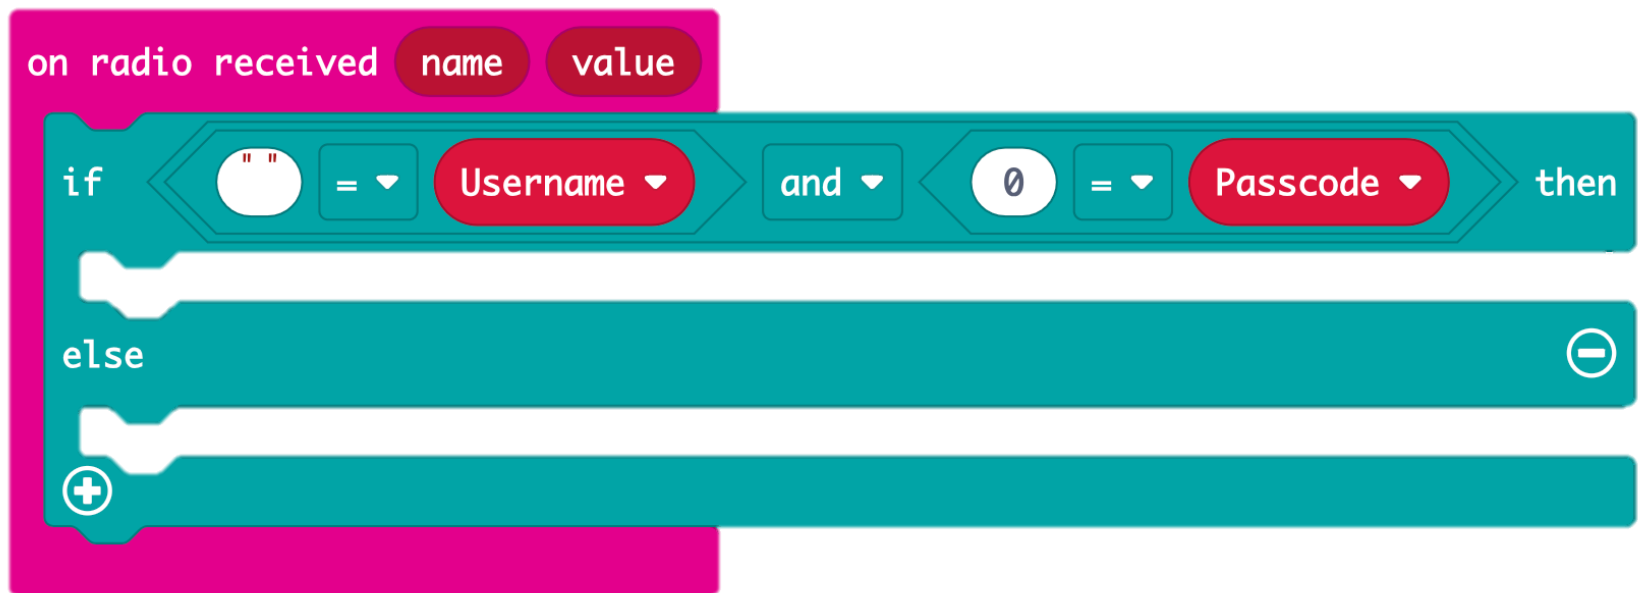 on radio received name value
if " " = Username and 0 = Passcode then
else